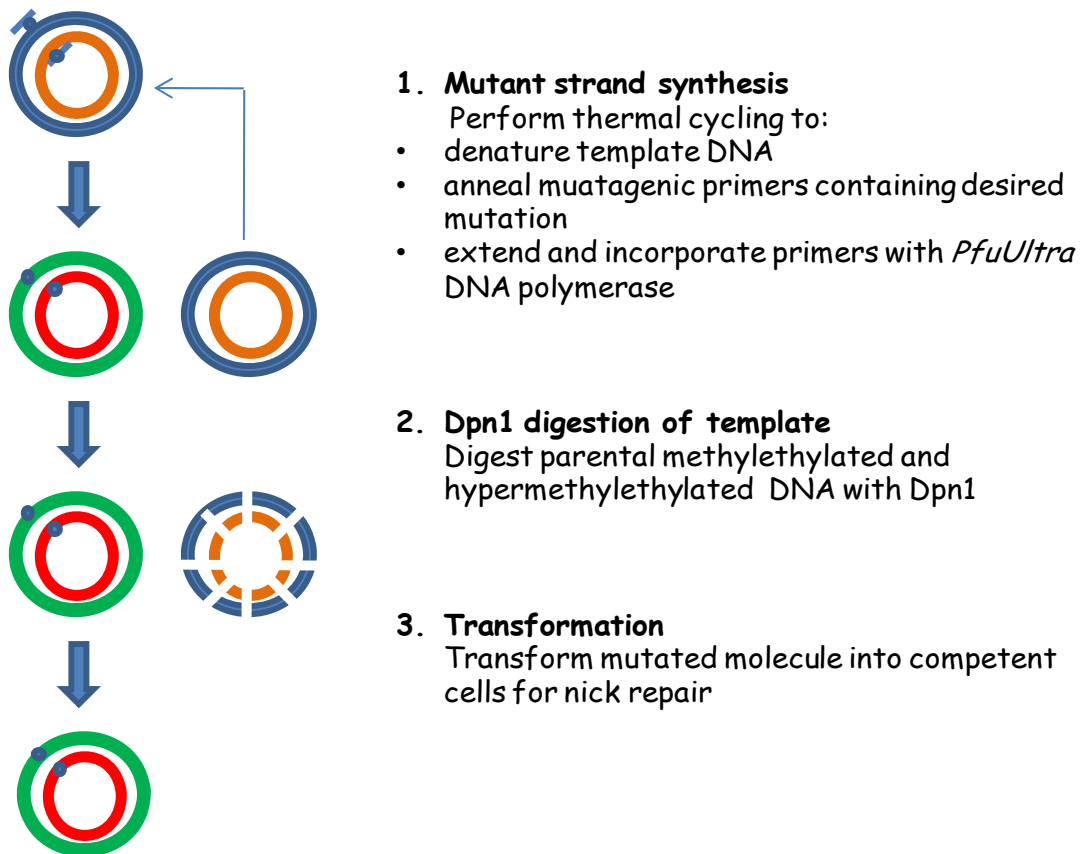 1. Mutant strand synthesis
Perform thermal cycling to:
• denature template DNA
• anneal muatagenic primers containing desired
mutation
• extend and incorporate primers with PfuUltra
DNA polymerase
2. Dpn1 digestion of template
Digest parental methylethylated and
hypermethylethylated DNA with Dpn1
3. Transformation
Transform mutated molecule into competent
cells for nick repair